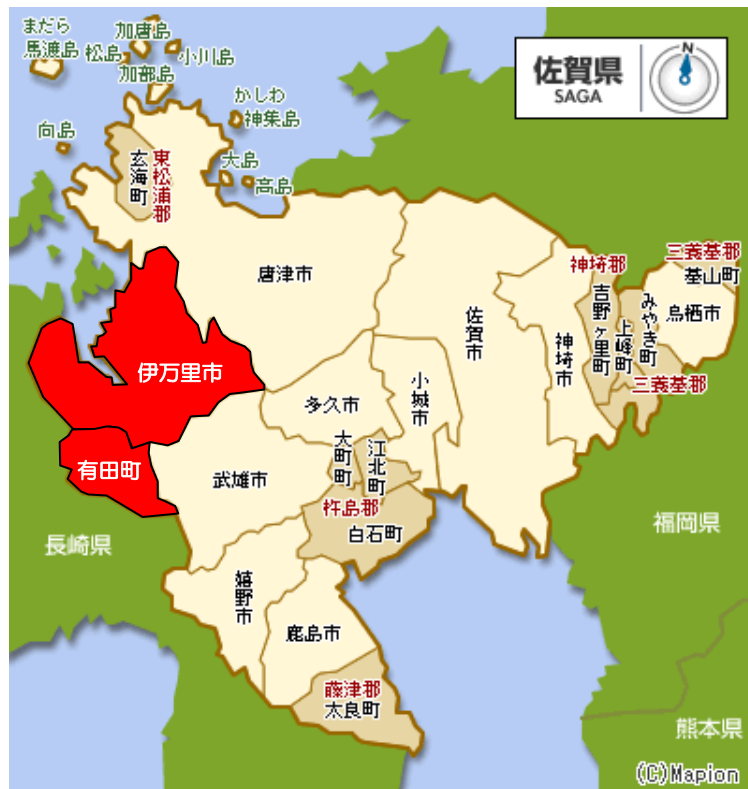 まだら
馬渡島
加唐島
松島
小川島
加部島
かしわ
神集島
向島
大島
高島
佐賀県
SAGA
N
玄海町
東松浦郡
唐津市
伊万里市
有田町
武雄市
多久市
小城市
佐賀市
神埼市
神埼郡
吉野ヶ里町
上峰町
みやき町
三養基郡
基山町
鳥栖市
三養基郡
大町町
江北町
杵島郡
白石町
嬉野市
鹿島市
藤津郡
太良町
長崎県
福岡県
熊本県
(C)Mapion